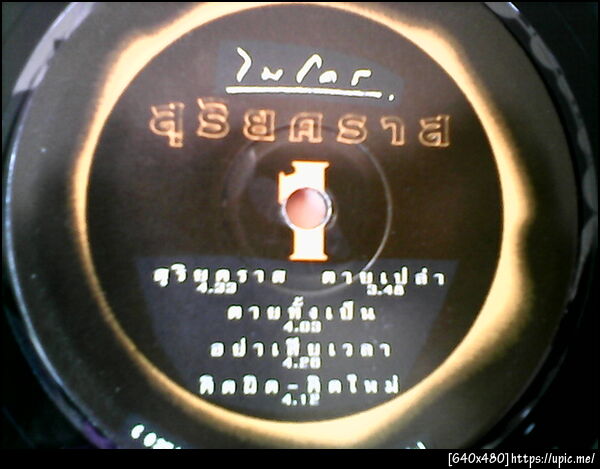 ไมโคร
สุริยคราส
1
สุริยคราส ตายเปล่า
4.23 3.48
ตายทั้งเป็น
4.03
อย่าเสียเวลา
4.20
คิดผิด-คิดใหม่
4.12
[640x480]https://upic.me/